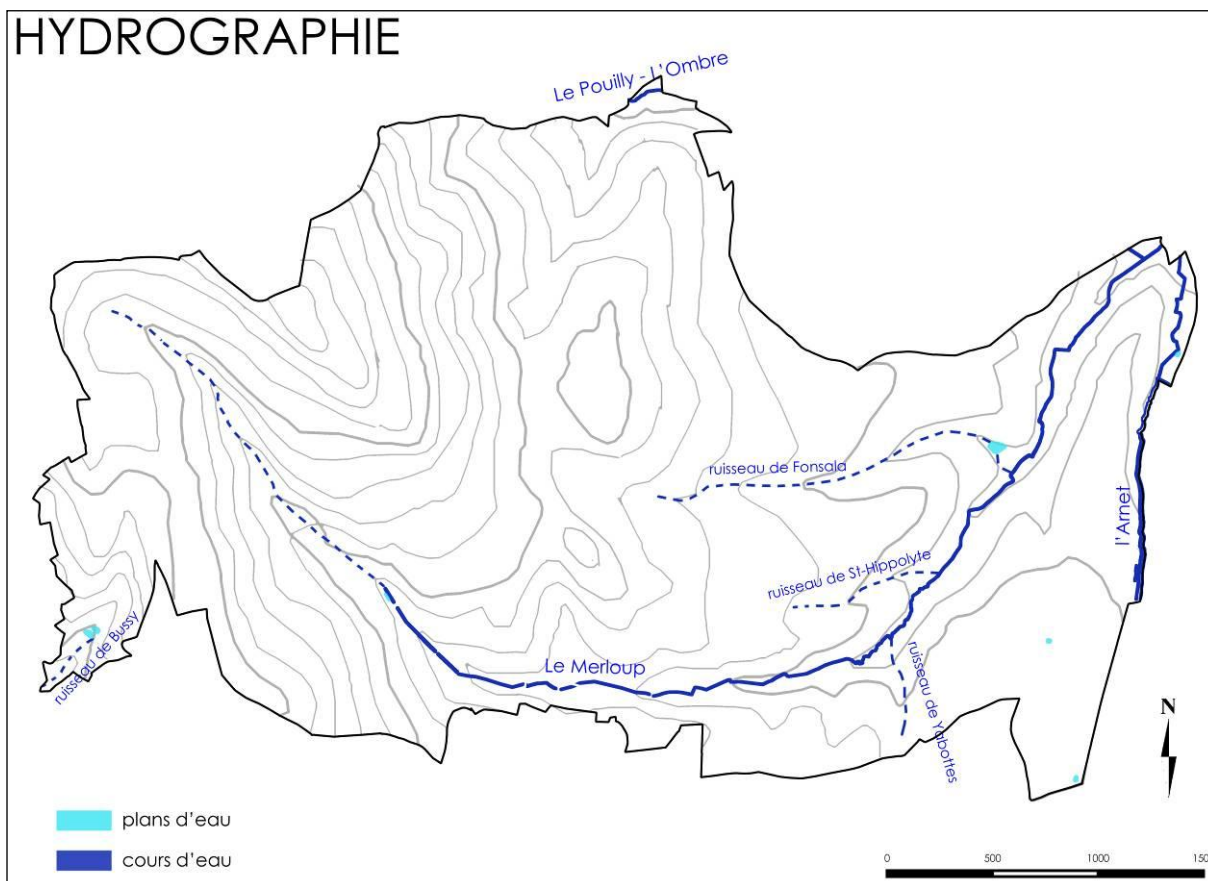 HYDROGRAPHIE
Le Pouilly - L'Ombre
ruisseau de Fonsala
l'Arnet
ruisseau de St-Hippolyte
ruisseau de Bussy
Le Merloup
ruisseau de Yabottes
N
plans d'eau
cours d'eau
0 500 1000 150